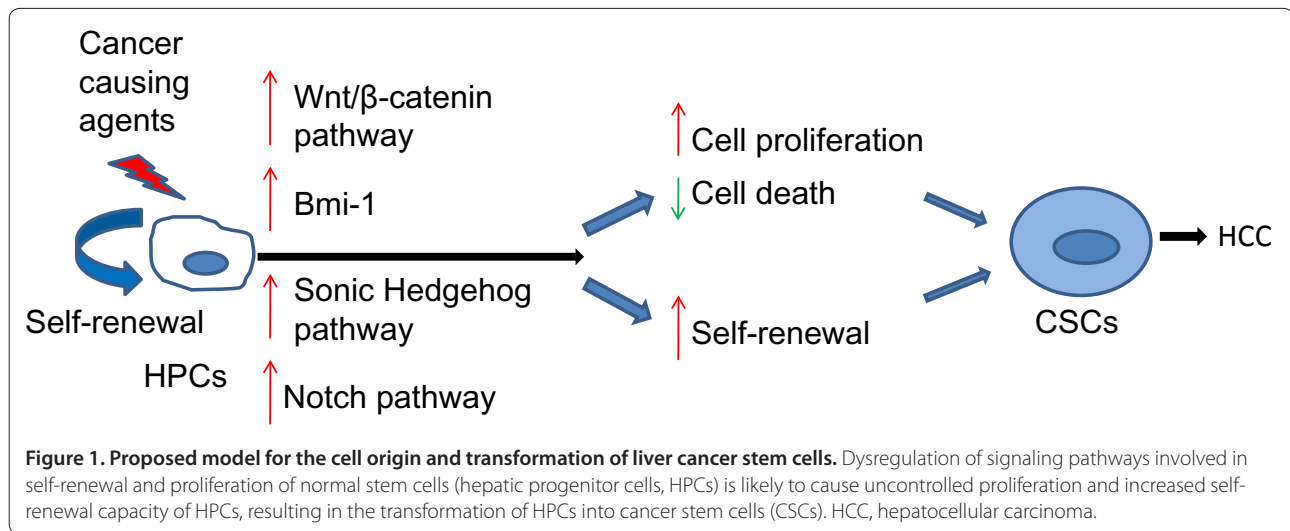 Cancer
causing
agents
Wnt/β-catenin
pathway
Bmi-1
Sonic Hedgehog
pathway
Notch pathway
Self-renewal
HPCs
Cell proliferation
Cell death
Self-renewal
CSCs
HCC
Figure 1. Proposed model for the cell origin and transformation of liver cancer stem cells. Dysregulation of signaling pathways involved in
self-renewal and proliferation of normal stem cells (hepatic progenitor cells, HPCs) is likely to cause uncontrolled proliferation and increased self-
renewal capacity of HPCs, resulting in the transformation of HPCs into cancer stem cells (CSCs). HCC, hepatocellular carcinoma.